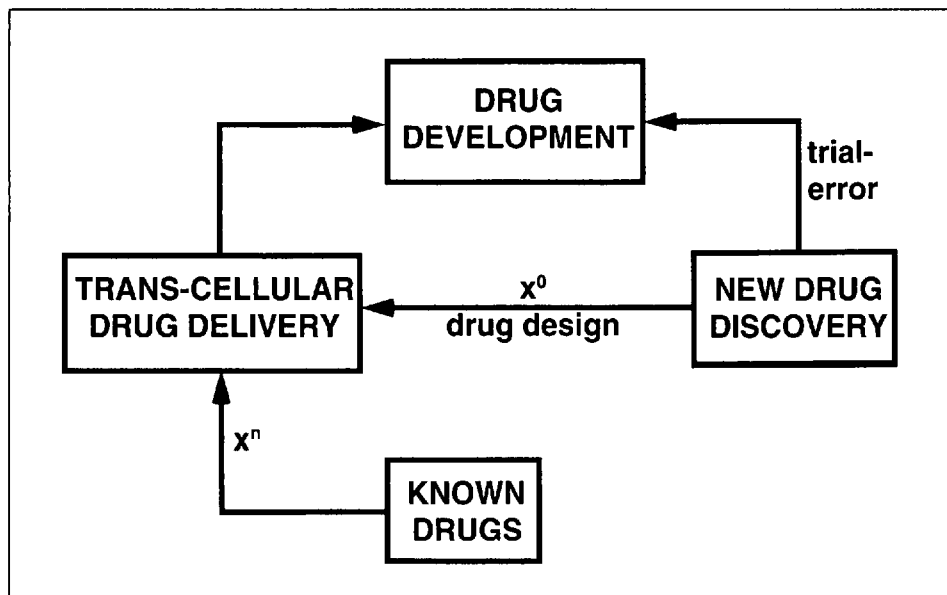 DRUG
DEVELOPMENT
trial-
error
TRANS-CELLULAR
DRUG DELIVERY
x⁰
drug design
NEW DRUG
DISCOVERY
xⁿ
KNOWN
DRUGS